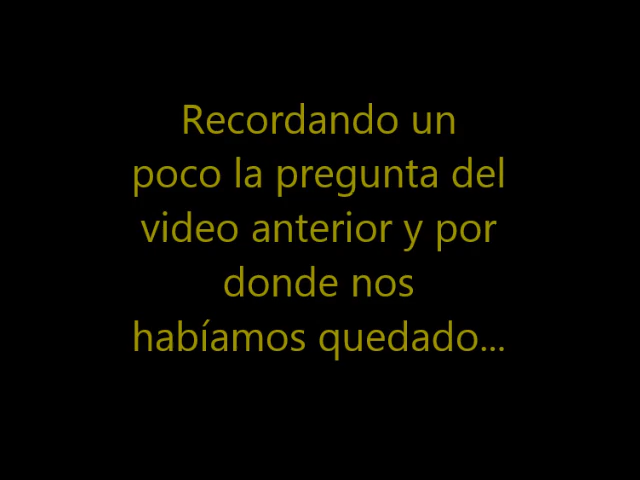 Recordando un
poco la pregunta del
video anterior y por
donde nos
habíamos quedado...